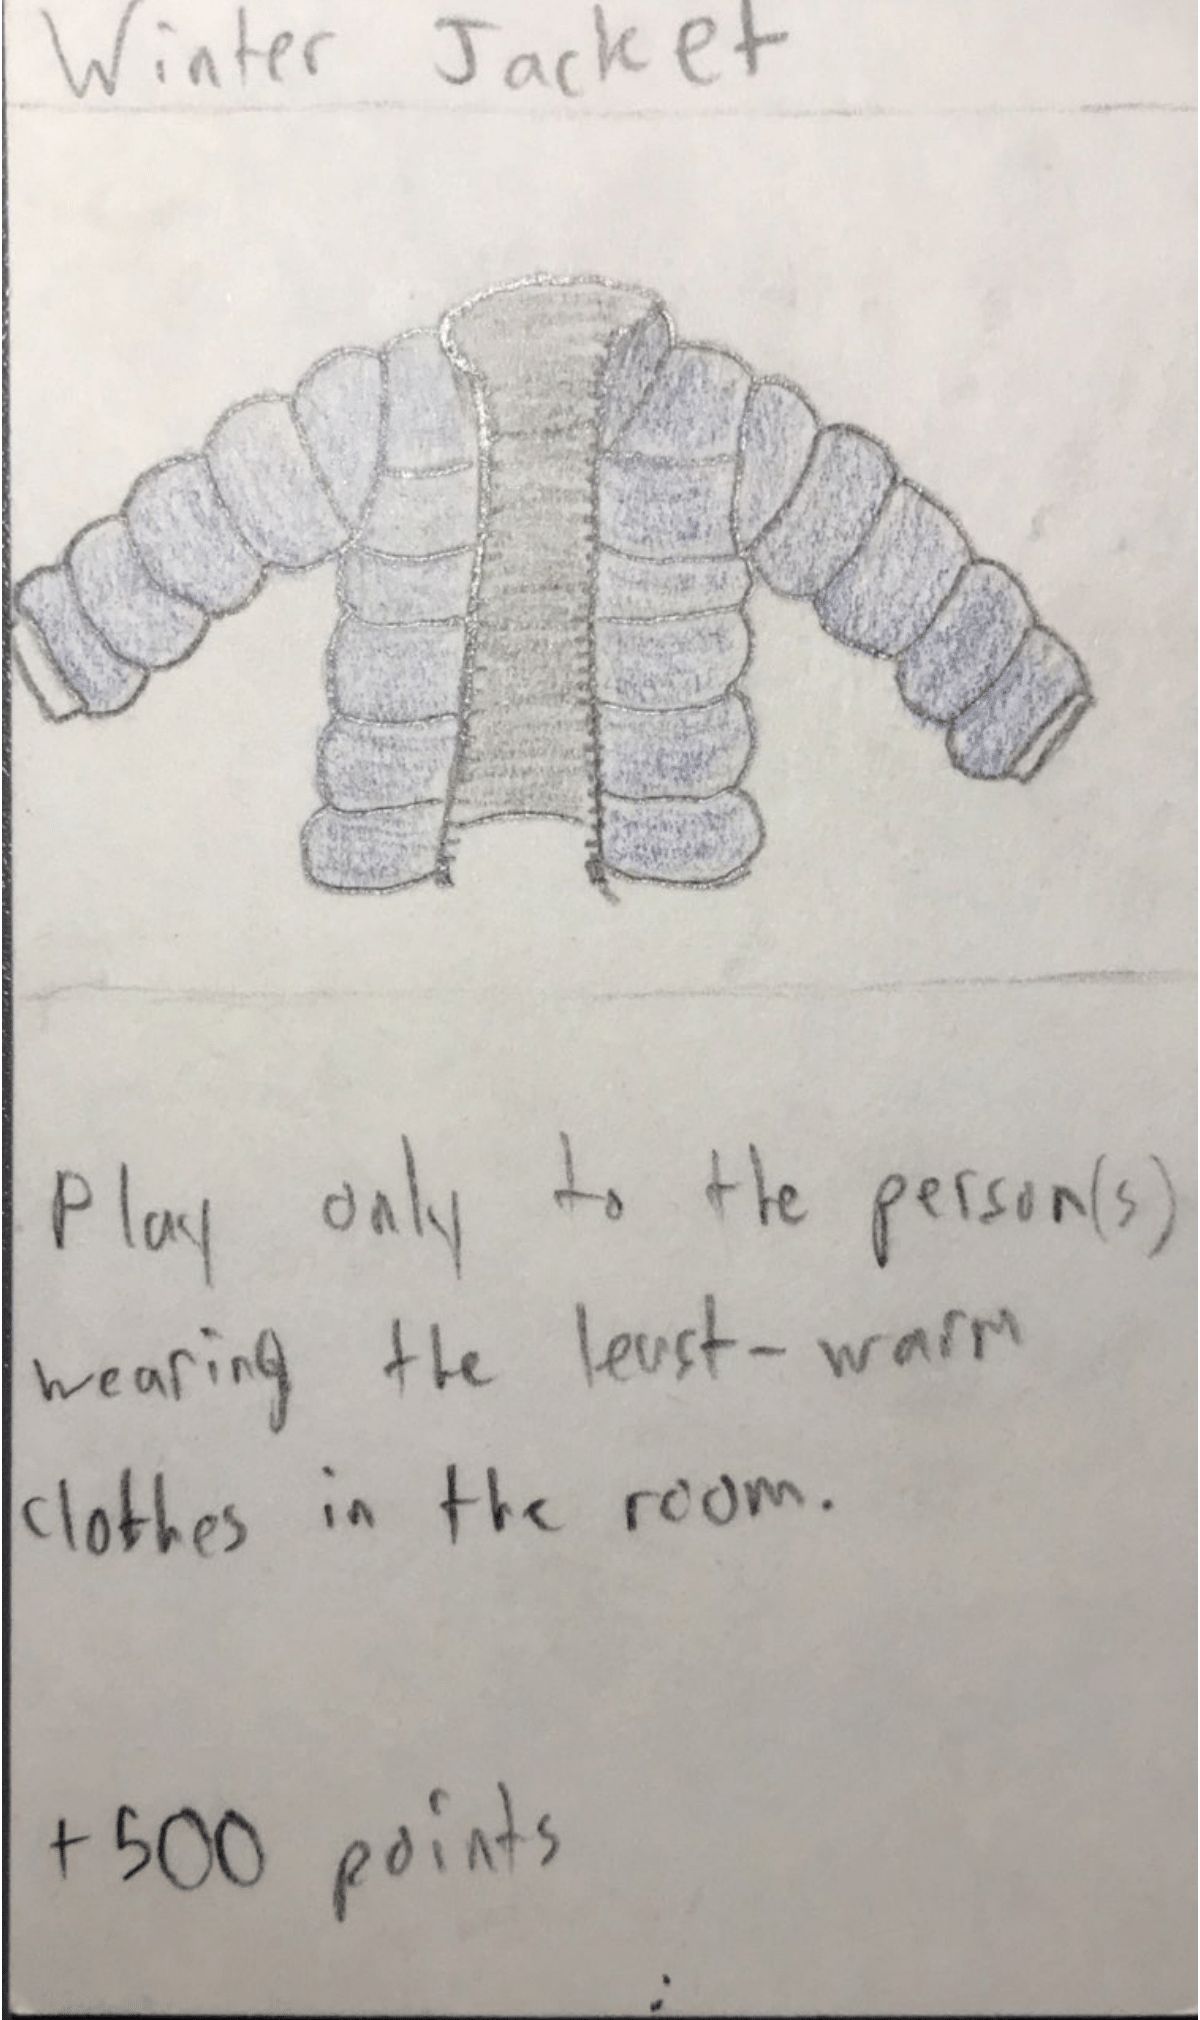 Winter Jacket
Play only to the person(s)
wearing the least-warm
clothes in the room.
+500 points